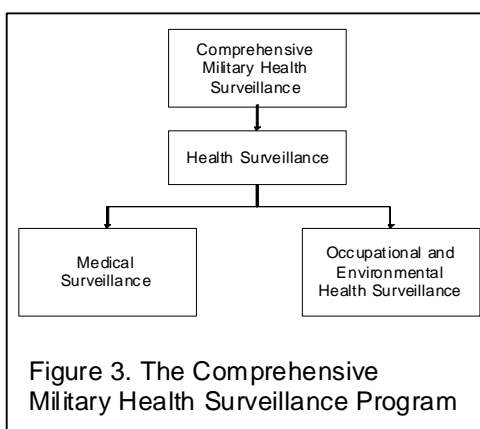 Comprehensive
Military Health
Surveillance
Health Surveillance
Medical
Surveillance
Occupational and
Environmental
Health Surveillance
Figure 3. The Comprehensive
Military Health Surveillance Program